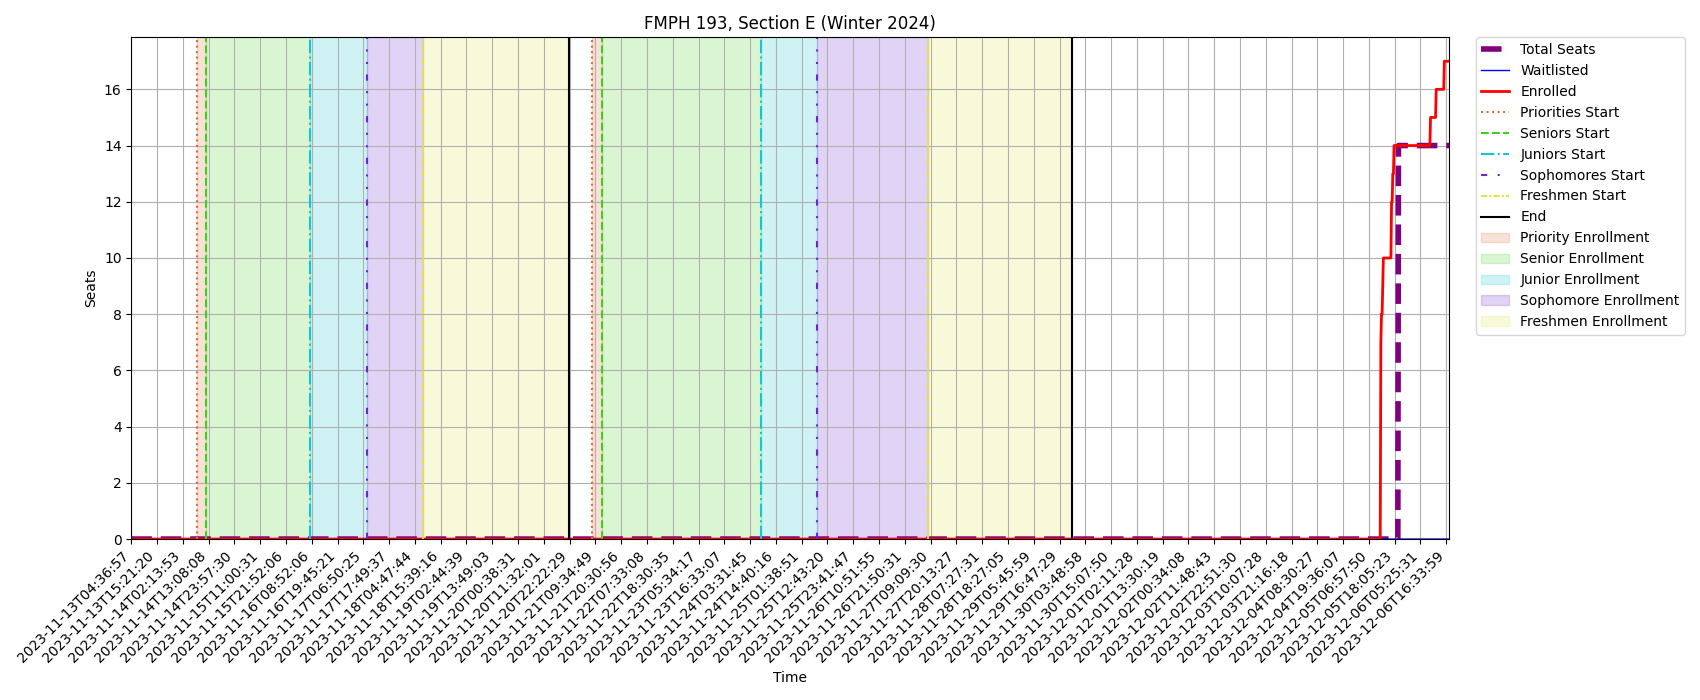 FMPH 193, Section E (Winter 2024)
Seats
16
14
12
10
8
6
4
2
0
2023-11-13T04:36:57
2023-11-13T15:21:20
2023-11-14T02:13:53
2023-11-14T13:08:08
2023-11-14T23:57:30
2023-11-15T11:00:31
2023-11-15T21:52:06
2023-11-16T08:52:06
2023-11-16T19:45:21
2023-11-17T06:50:25
2023-11-17T17:49:37
2023-11-18T04:47:44
2023-11-18T15:39:16
2023-11-19T02:44:39
2023-11-19T13:49:03
2023-11-20T00:38:31
2023-11-20T11:32:01
2023-11-20T22:22:29
2023-11-21T09:34:49
2023-11-21T20:30:56
2023-11-22T07:33:08
2023-11-22T18:30:35
2023-11-23T05:34:17
2023-11-23T16:33:07
2023-11-24T03:31:45
2023-11-24T14:40:16
2023-11-25T01:38:51
2023-11-25T12:43:20
2023-11-25T23:41:47
2023-11-26T10:51:55
2023-11-26T21:50:31
2023-11-27T09:09:30
2023-11-27T20:13:27
2023-11-28T07:27:31
2023-11-28T18:27:05
2023-11-29T05:45:59
2023-11-29T16:47:29
2023-11-30T03:48:58
2023-11-30T15:07:50
2023-12-01T02:11:28
2023-12-01T13:30:19
2023-12-02T00:34:08
2023-12-02T11:48:43
2023-12-02T22:51:30
2023-12-03T10:07:28
2023-12-03T21:16:18
2023-12-04T08:30:27
2023-12-04T19:36:07
2023-12-05T06:57:50
2023-12-05T18:05:23
2023-12-06T05:25:31
2023-12-06T16:33:59
Time
Total Seats
Waitlisted
Enrolled
Priorities Start
Seniors Start
Juniors Start
Sophomores Start
Freshmen Start
End
Priority Enrollment
Senior Enrollment
Junior Enrollment
Sophomore Enrollment
Freshmen Enrollment